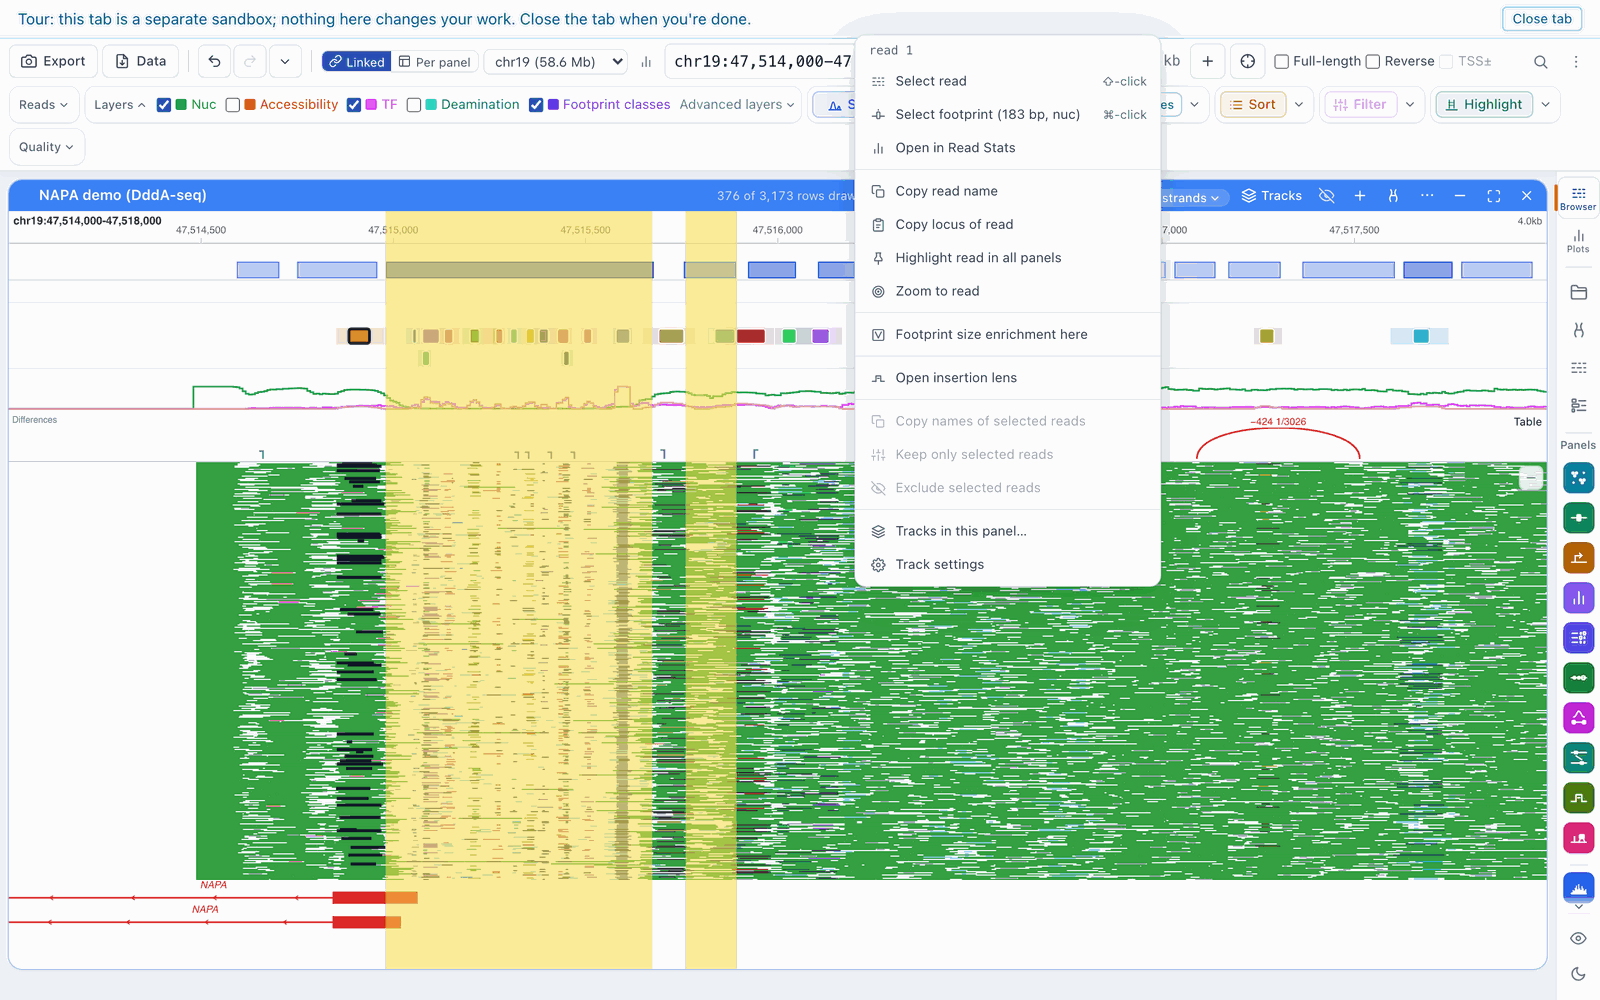 Tour: this tab is a separate sandbox; nothing here changes your work. Close the tab when you're done.
Close tab
Export
Data
Linked
Per panel
chr19 (58.6 Mb)
chr19:47,514,000–47
kb
Full-length
Reverse
TSS±
Reads
Layers
Nuc
Accessibility
TF
Deamination
Footprint classes
Advanced layers
Sort
Filter
Highlight
Quality
NAPA demo (DddA-seq)
376 of 3,173 rows draw
strands
Tracks
chr19:47,514,000-47,518,000
4.0kb
47,514,500
47,515,000
47,515,500
47,516,000
7,000
47,517,500
Differences
−424 1/3026
Table
NAPA
NAPA
read 1
Select read
⇧-click
Select footprint (183 bp, nuc)
⌘-click
Open in Read Stats
Copy read name
Copy locus of read
Highlight read in all panels
Zoom to read
Footprint size enrichment here
Open insertion lens
Copy names of selected reads
Keep only selected reads
Exclude selected reads
Tracks in this panel...
Track settings
Browser
Plots
Panels